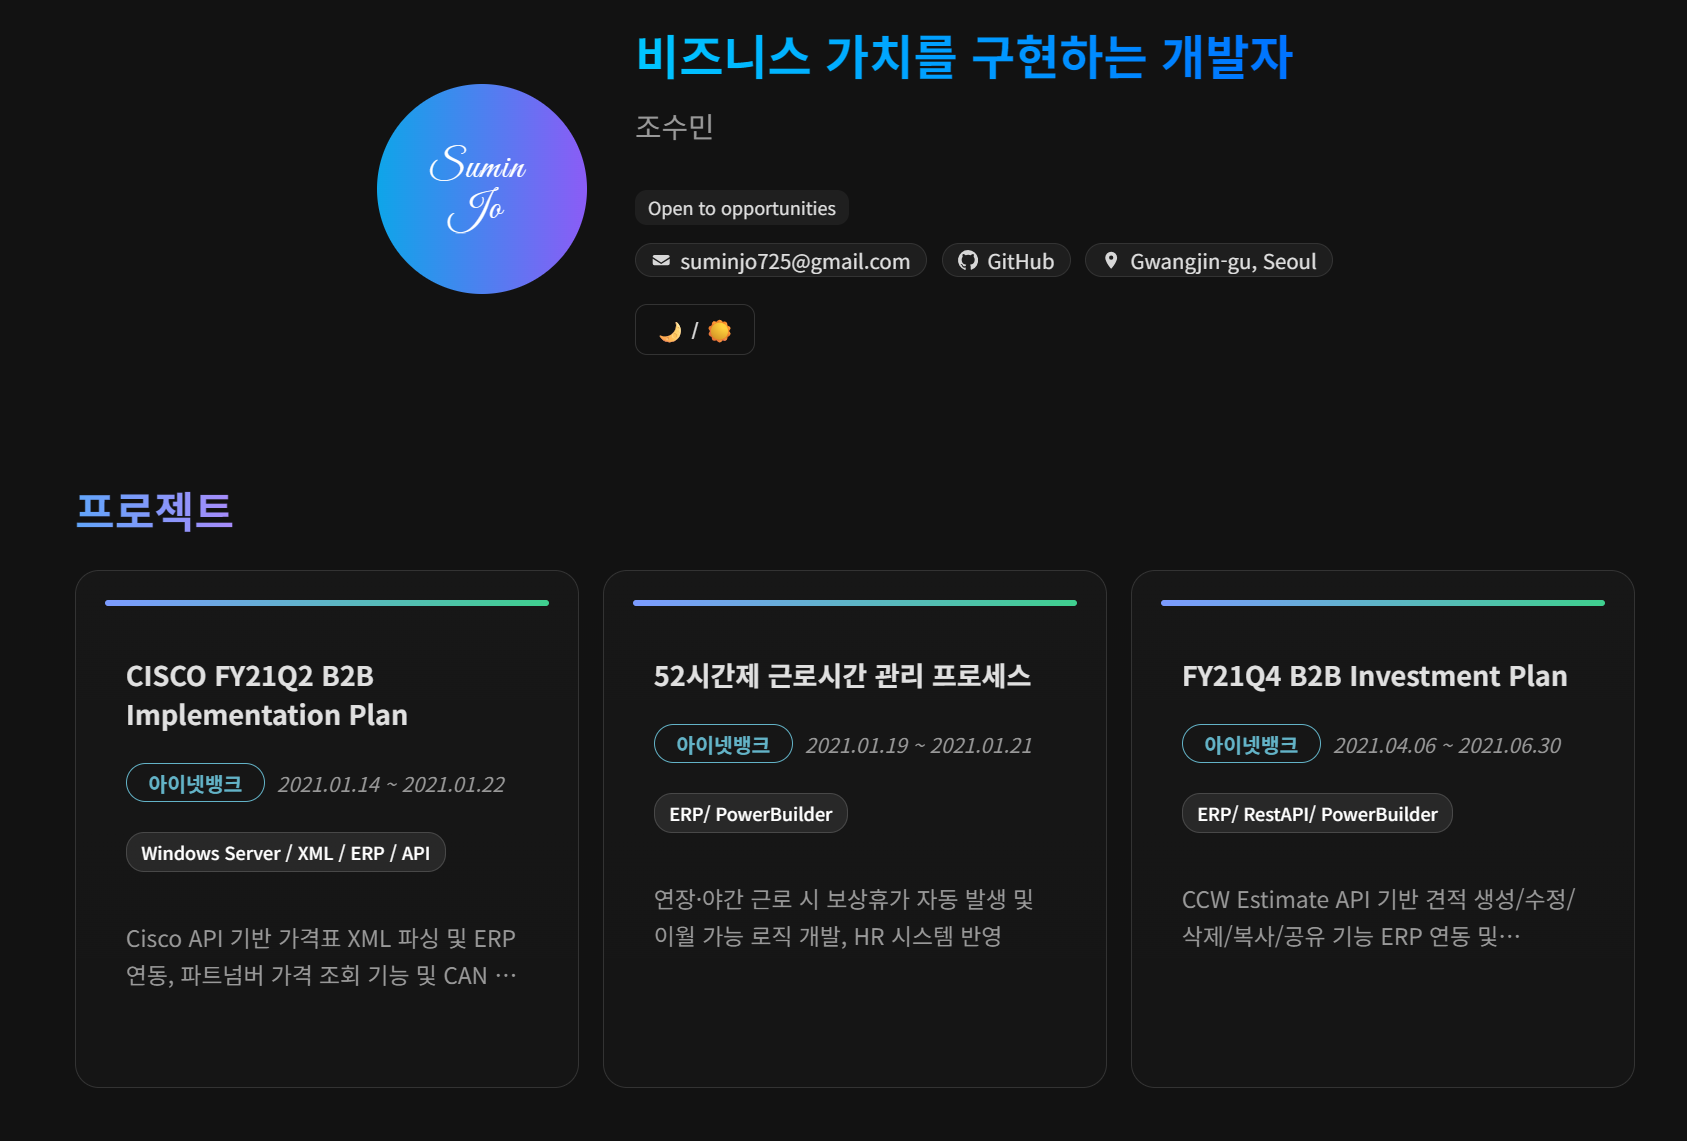 비즈니스 가치를 구현하는 개발자
조수민
Sumin
Jo
Open to opportunities
suminjo725@gmail.com
GitHub
Gwangjin-gu, Seoul
🌙 / 🌞
프로젝트
CISCO FY21Q2 B2B
Implementation Plan
아이넷뱅크 2021.01.14 ~ 2021.01.22
Windows Server / XML / ERP / API
Cisco API 기반 가격표 XML 파싱 및 ERP
연동, 파트넘버 가격 조회 기능 및 CAN …
52시간제 근로시간 관리 프로세스
아이넷뱅크 2021.01.19 ~ 2021.01.21
ERP/ PowerBuilder
연장·야간 근로 시 보상휴가 자동 발생 및
이월 가능 로직 개발, HR 시스템 반영
FY21Q4 B2B Investment Plan
아이넷뱅크 2021.04.06 ~ 2021.06.30
ERP/ RestAPI/ PowerBuilder
CCW Estimate API 기반 견적 생성/수정/
삭제/복사/공유 기능 ERP 연동 및…